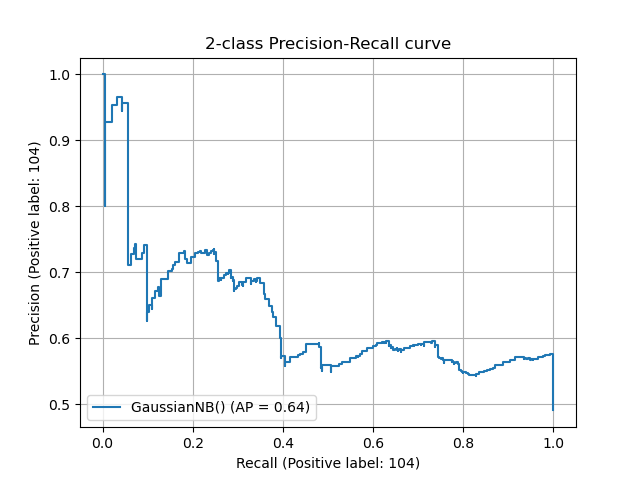 2-class Precision-Recall curve
Precision (Positive label: 104)
1.0
0.9
0.8
0.7
0.6
0.5
GaussianNB() (AP = 0.64)
0.0 0.2 0.4 0.6 0.8 1.0
Recall (Positive label: 104)